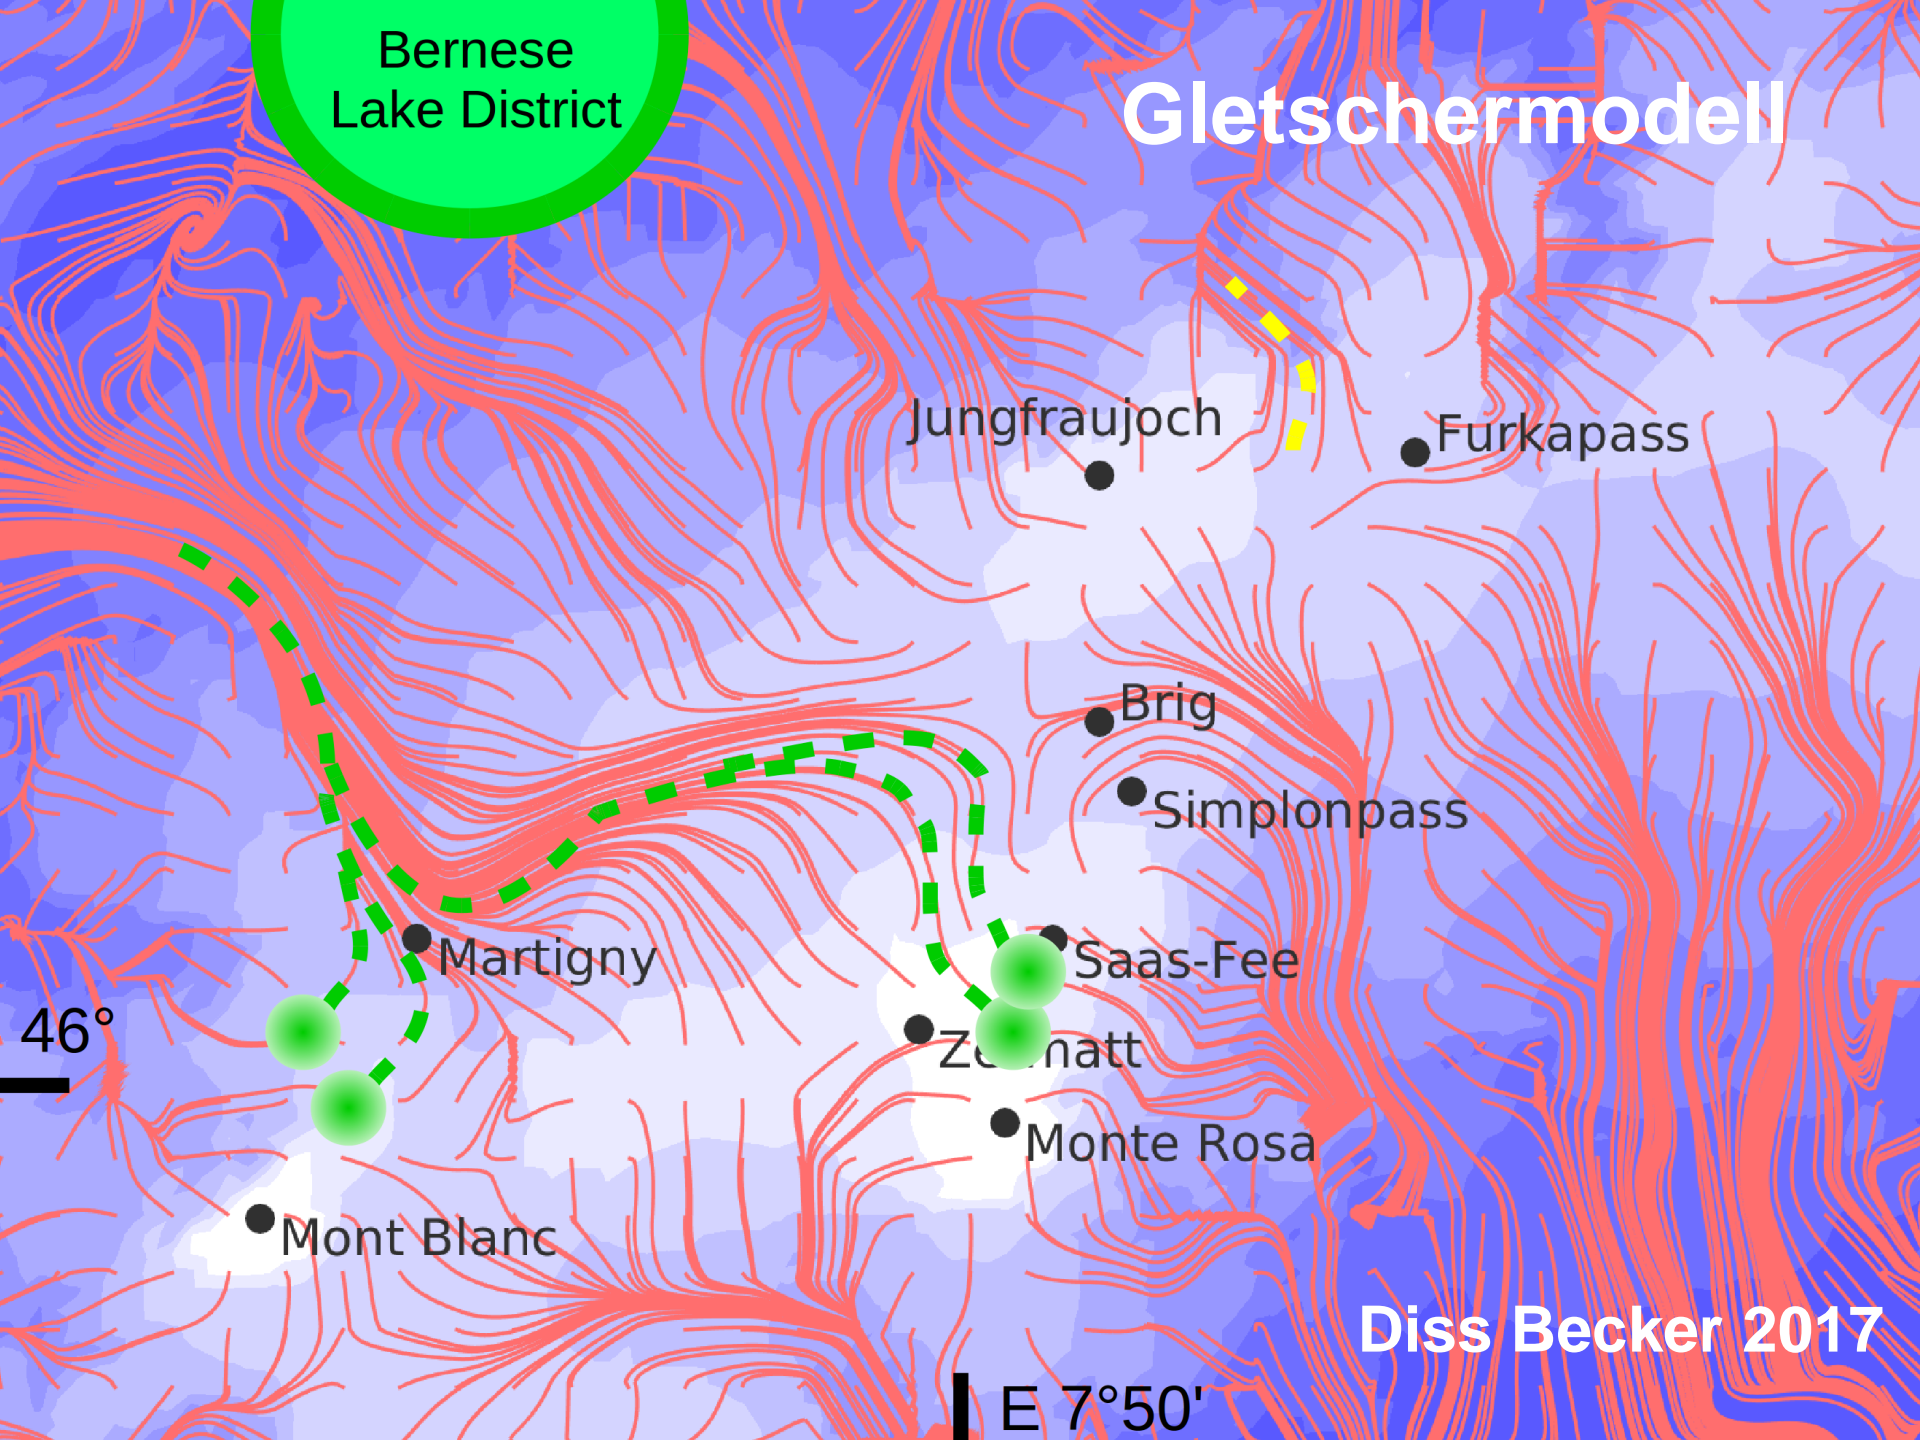 Bernese
Lake District
Gletschermodell
Jungfraujoch
Furkapass
Brig
Simplonpass
Martigny
Saas-Fee
46°
Zermatt
Monte Rosa
Mont Blanc
Diss Becker 2017
E 7°50'